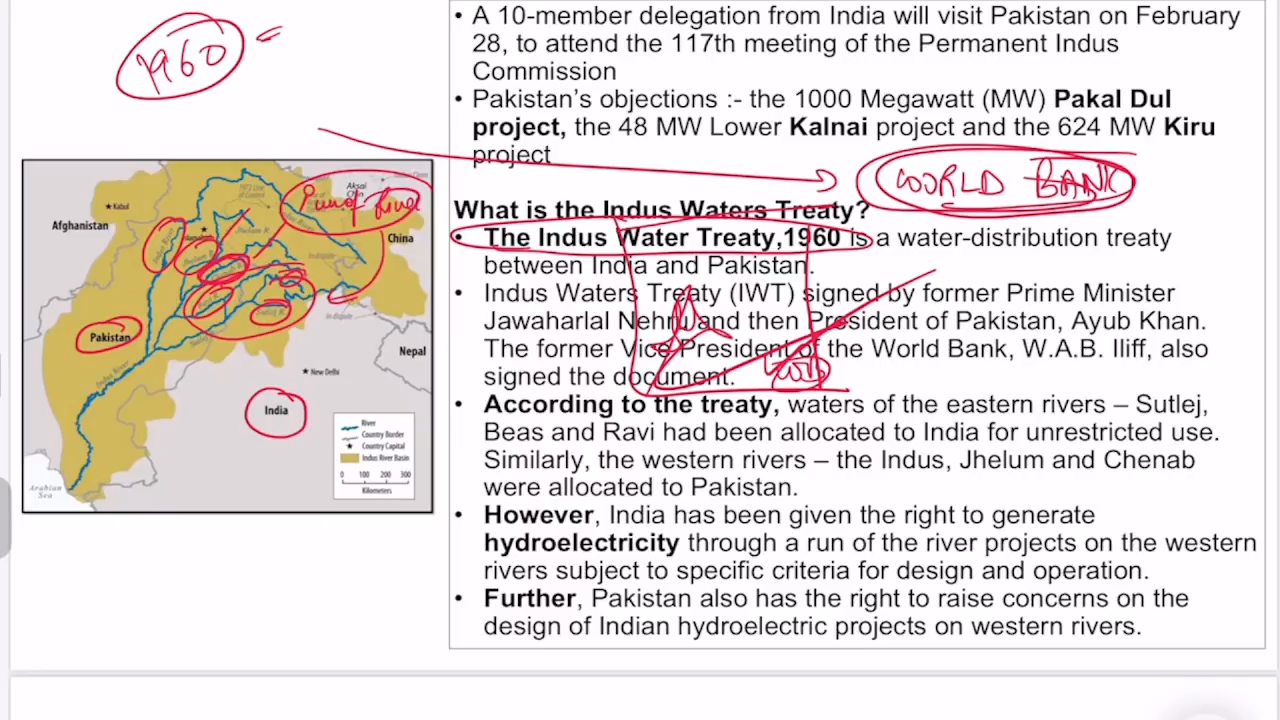 1960
• A 10-member delegation from India will visit Pakistan on February
28, to attend the 117th meeting of the Permanent Indus
Commission
• Pakistan's objections :- the 1000 Megawatt (MW) Pakal Dul
project, the 48 MW Lower Kalnai project and the 624 MW Kiru
project
WORLD BANK
What is the Indus Waters Treaty?
• The Indus Water Treaty,1960 is a water-distribution treaty
between India and Pakistan.
• Indus Waters Treaty (IWT) signed by former Prime Minister
Jawaharlal Nehru and then President of Pakistan, Ayub Khan.
The former Vice President of the World Bank, W.A.B. Iliff, also
signed the document.
• According to the treaty, waters of the eastern rivers – Sutlej,
Beas and Ravi had been allocated to India for unrestricted use.
Similarly, the western rivers – the Indus, Jhelum and Chenab
were allocated to Pakistan.
• However, India has been given the right to generate
hydroelectricity through a run of the river projects on the western
rivers subject to specific criteria for design and operation.
• Further, Pakistan also has the right to raise concerns on the
design of Indian hydroelectric projects on western rivers.
Afghanistan
Kabul
Aksai
Chin
River
China
Pakistan
Nepal
New Delhi
India
Indus River
Arabian
Sea
River
Country Border
Country Capital
Indus River Basin
0 100 200 300
Kilometers